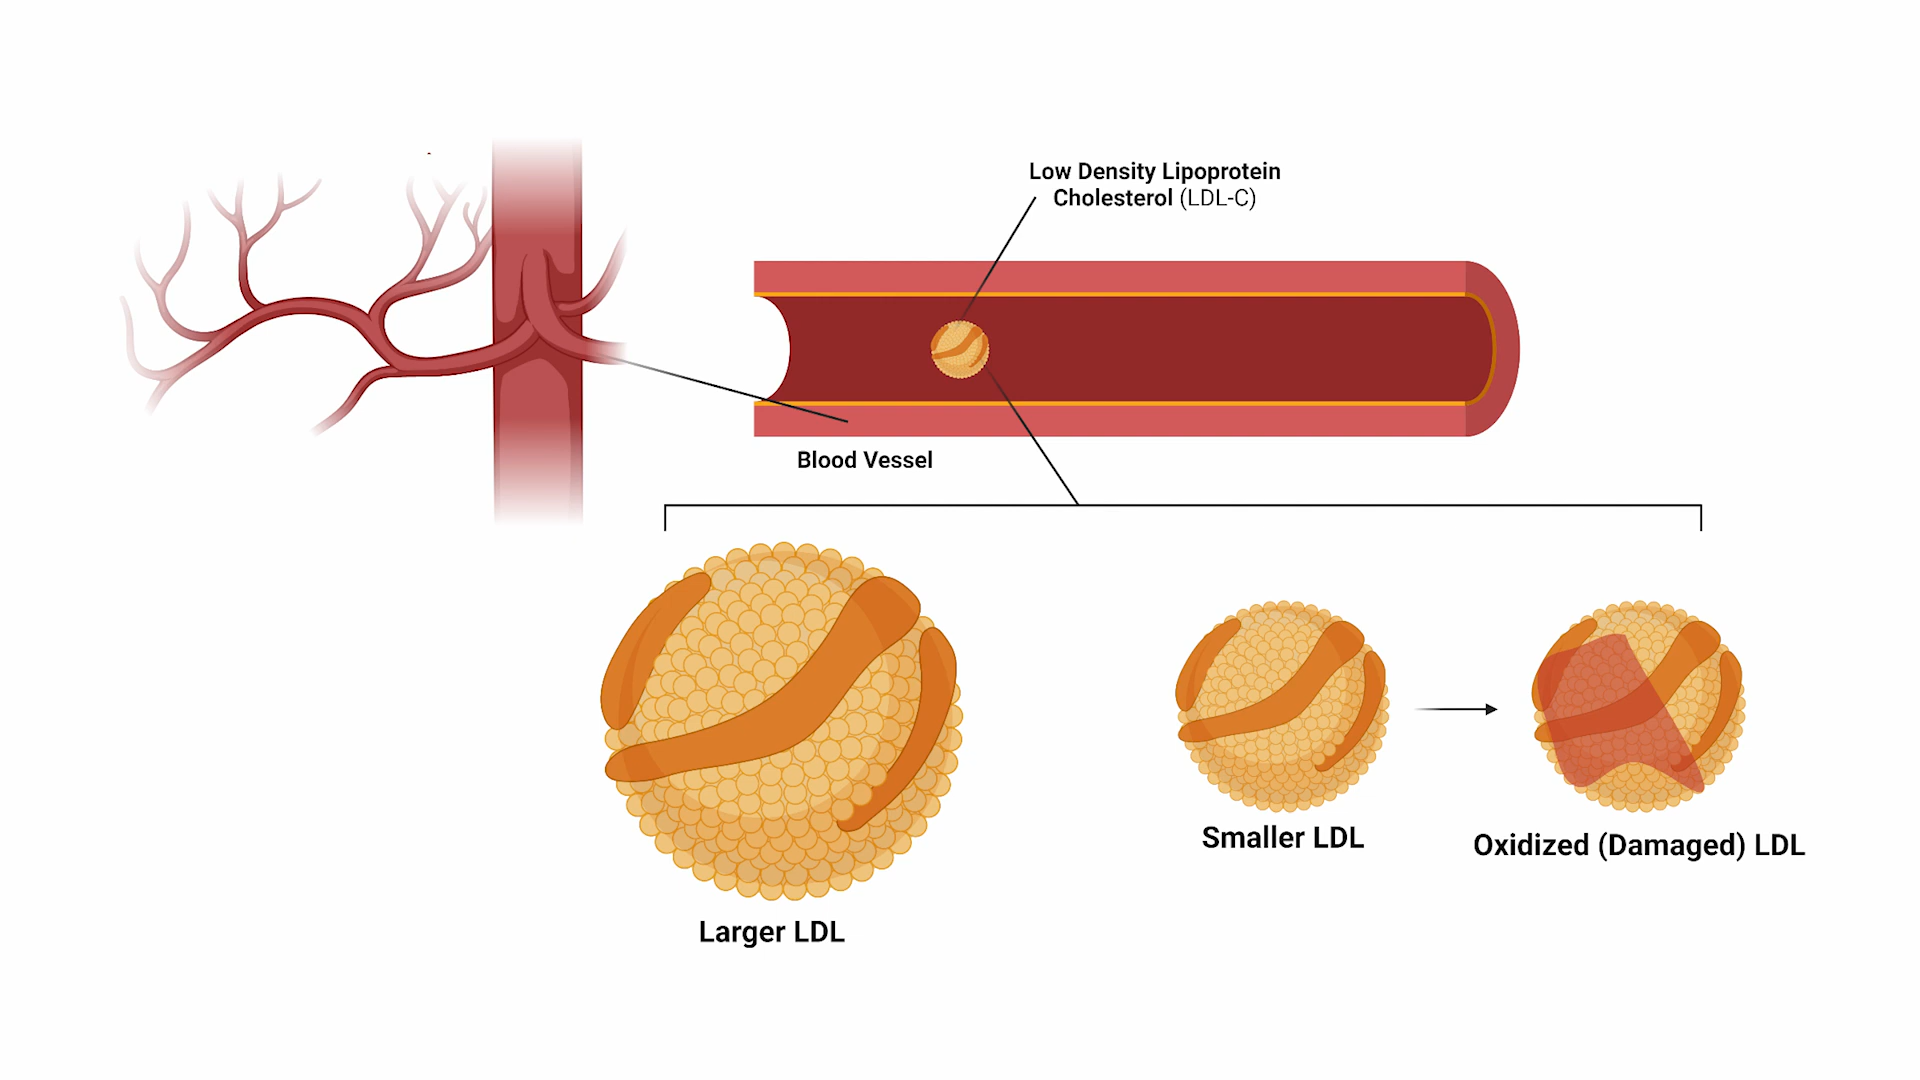 Low Density Lipoprotein
Cholesterol (LDL-C)
Blood Vessel
Larger LDL
Smaller LDL
Oxidized (Damaged) LDL